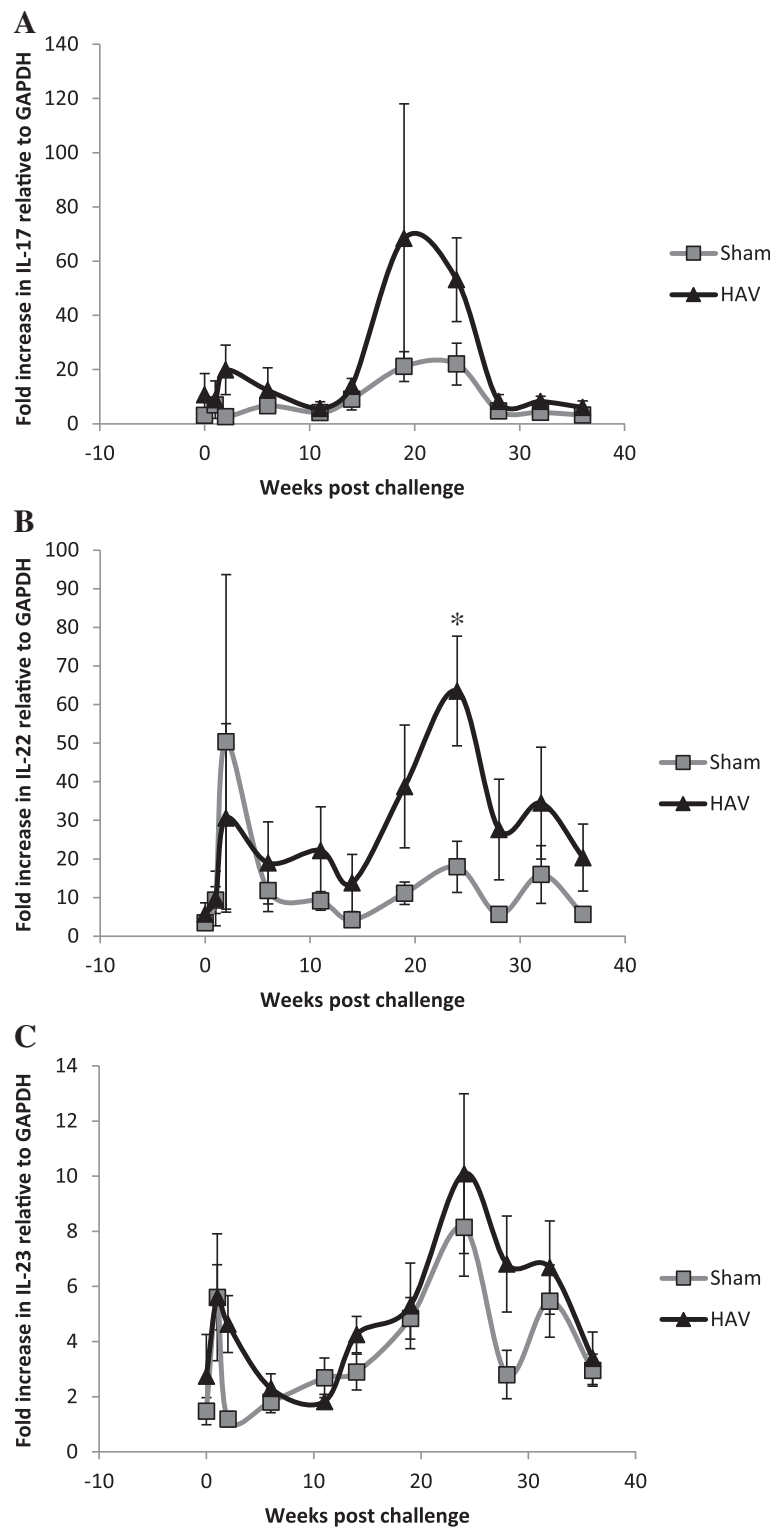 A
Fold increase in IL-17 relative to GAPDH
140
120
100
80
60
40
20
0
-10 0 10 20 30 40
Weeks post challenge
Sham
HAV
B
Fold increase in IL-22 relative to GAPDH
100
90
80
70
60
50
40
30
20
10
0
*
-10 0 10 20 30 40
Weeks post challenge
Sham
HAV
C
Fold increase in IL-23 relative to GAPDH
14
12
10
8
6
4
2
0
-10 0 10 20 30 40
Weeks post challenge
Sham
HAV